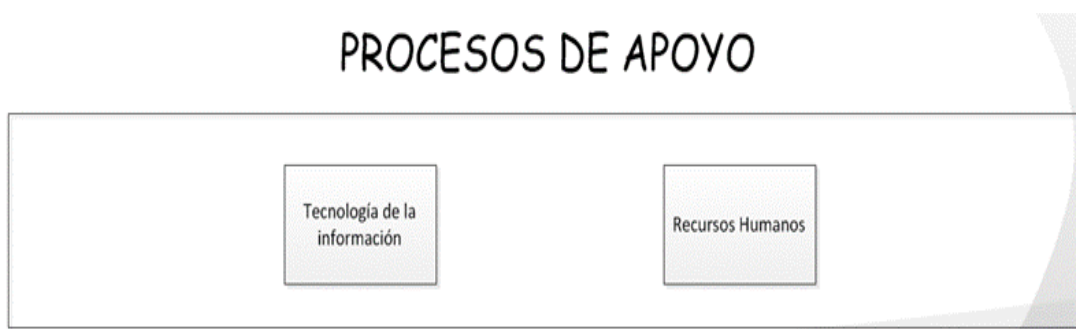 PROCESOS DE APOYO
Tecnología de la
información
Recursos Humanos